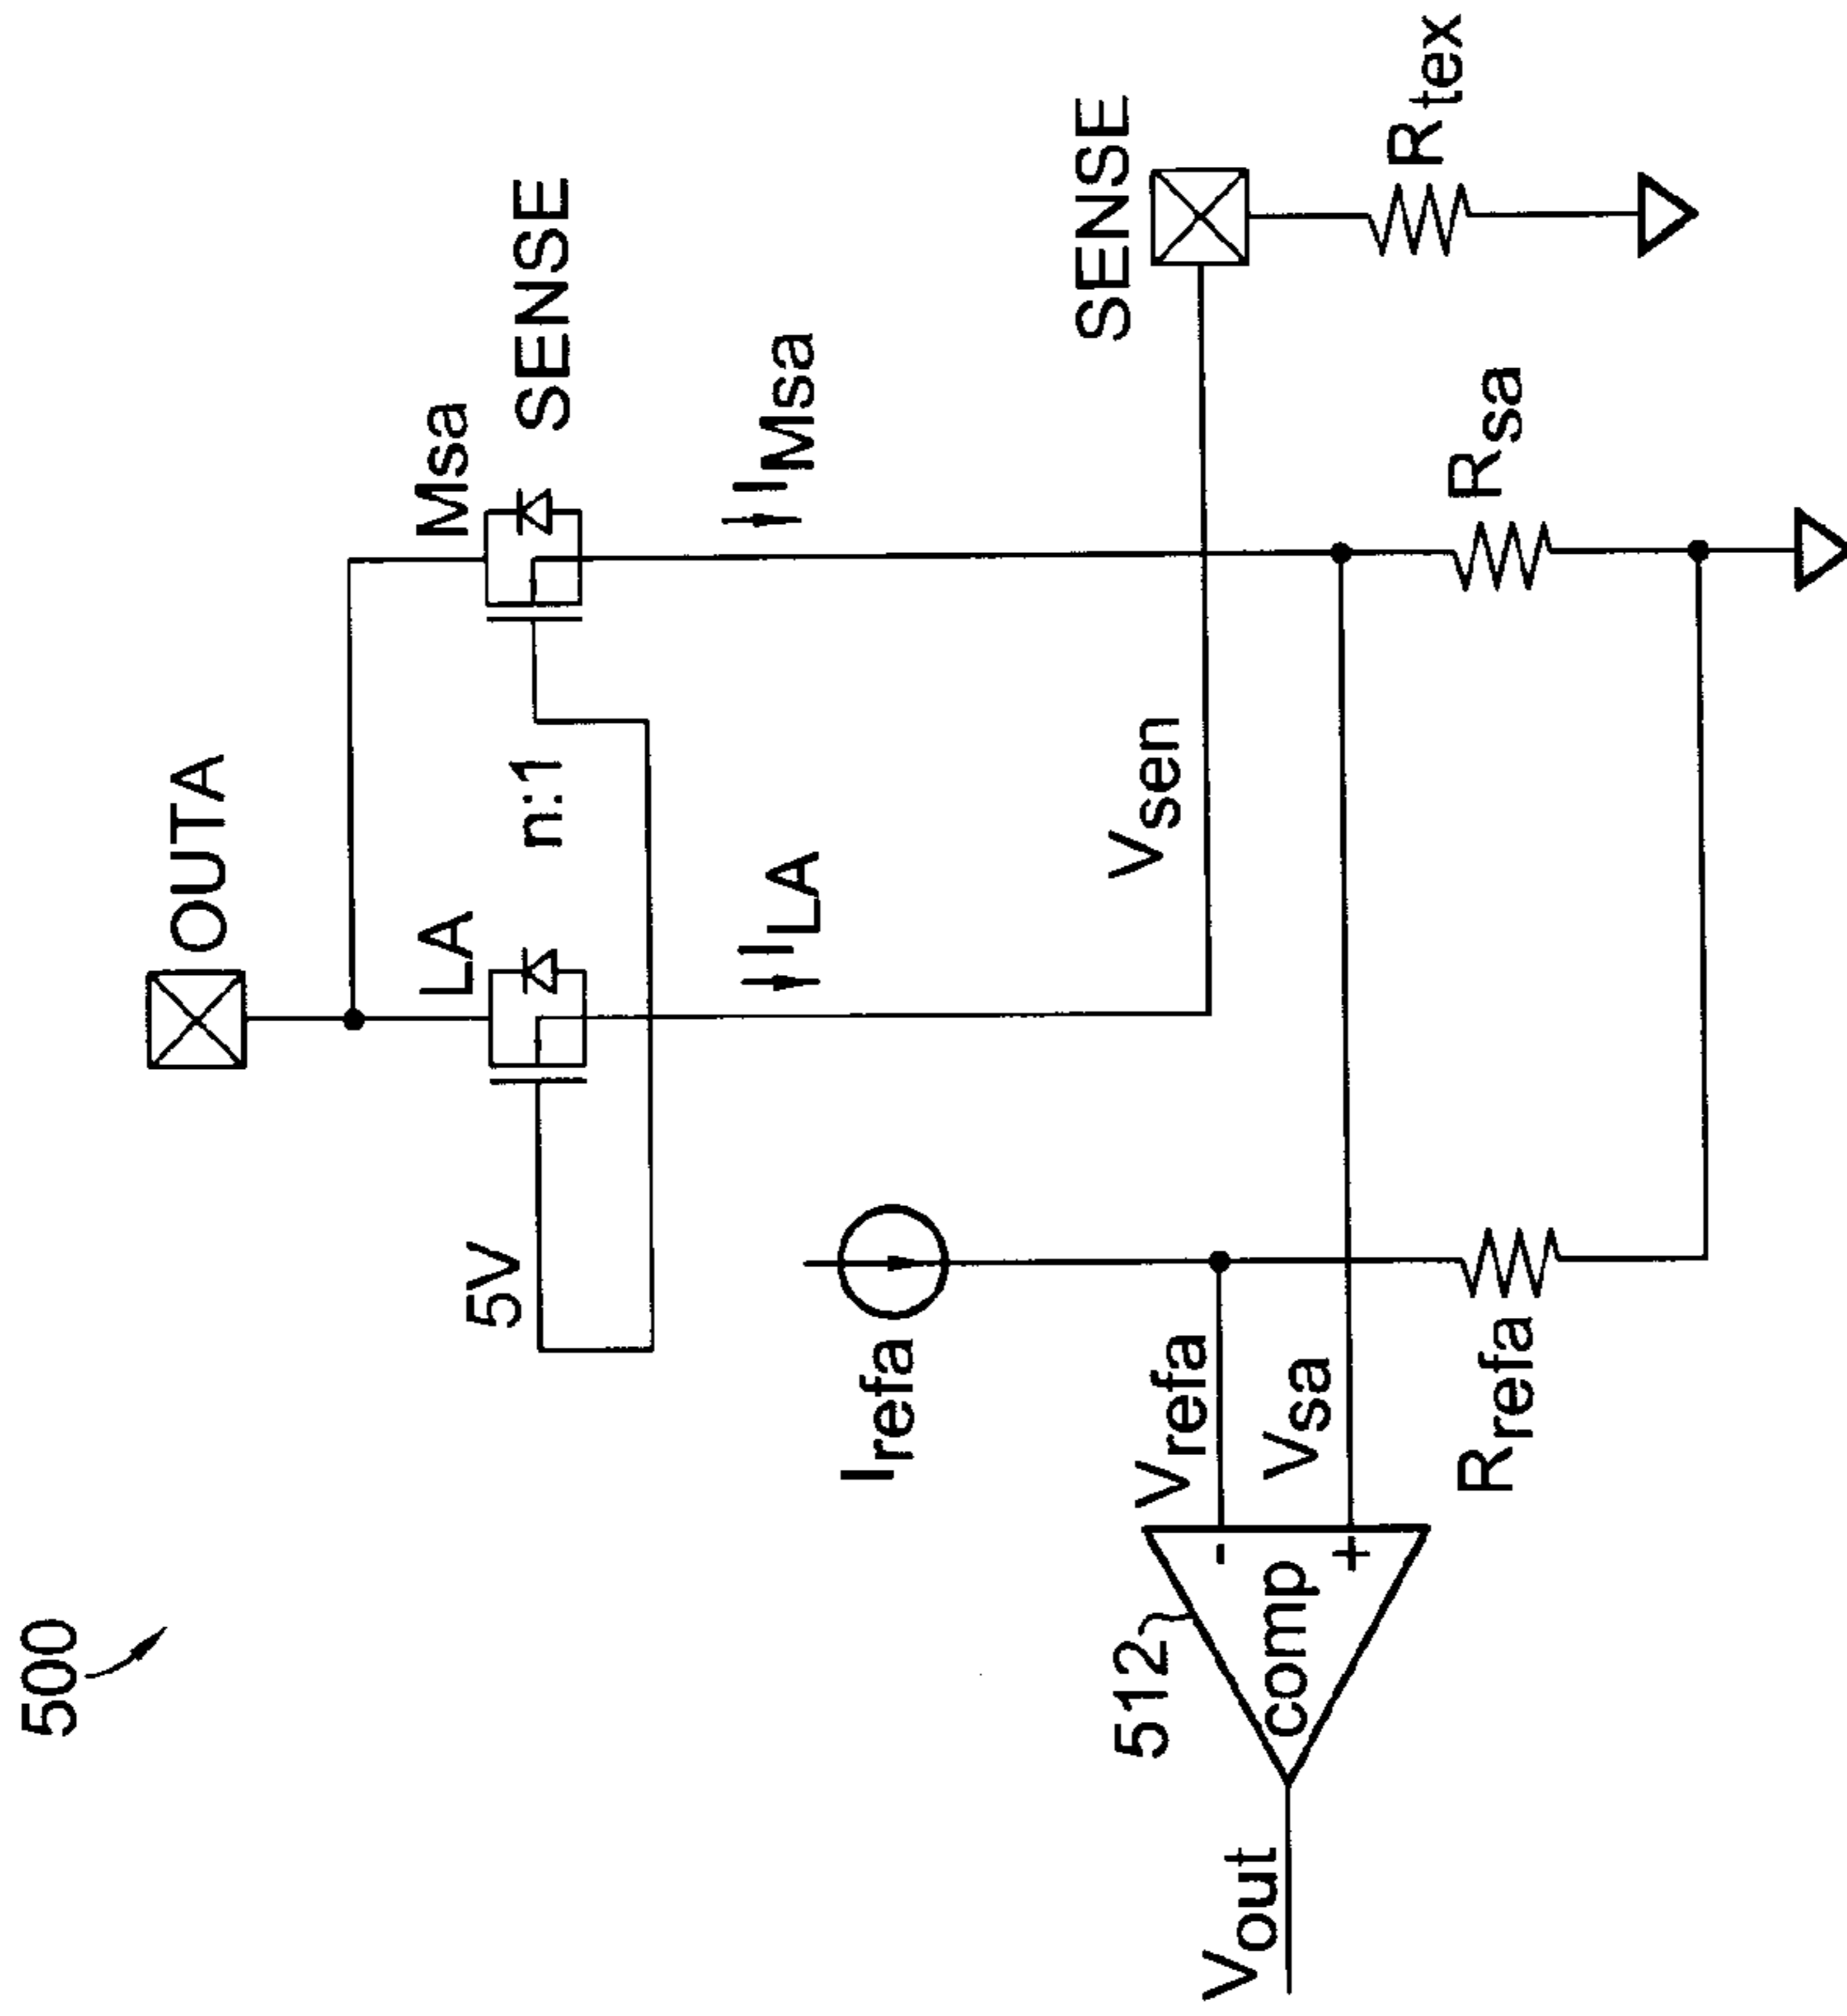 500
OUTA
LA
Msa
SENSE
5V
n:1
I_LA
I_Msa
I_refa
SENSE
V_sen
V_refa
V_sa
512
comp
-
+
V_out
R_refa
R_sa
R_tex